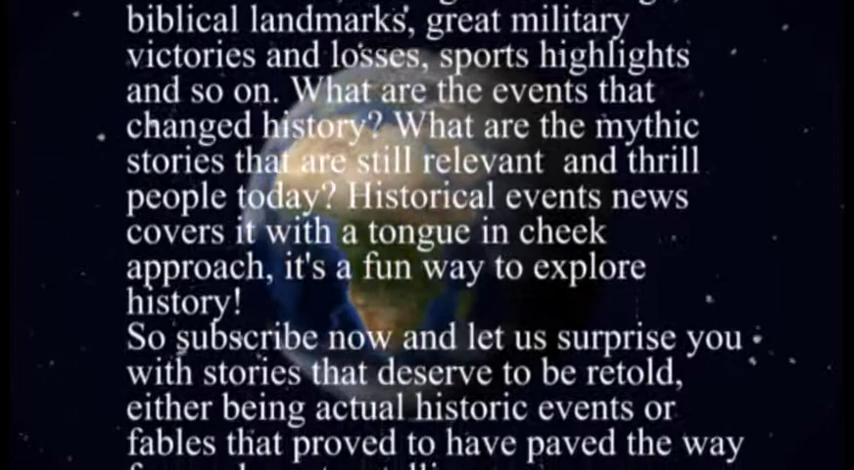 biblical landmarks, great military
victories and losses, sports highlights
and so on. What are the events that
changed history? What are the mythic
stories that are still relevant  and thrill
people today? Historical events news
covers it with a tongue in cheek
approach, it's a fun way to explore
history!
So subscribe now and let us surprise you
with stories that deserve to be retold,
either being actual historic events or
fables that proved to have paved the way